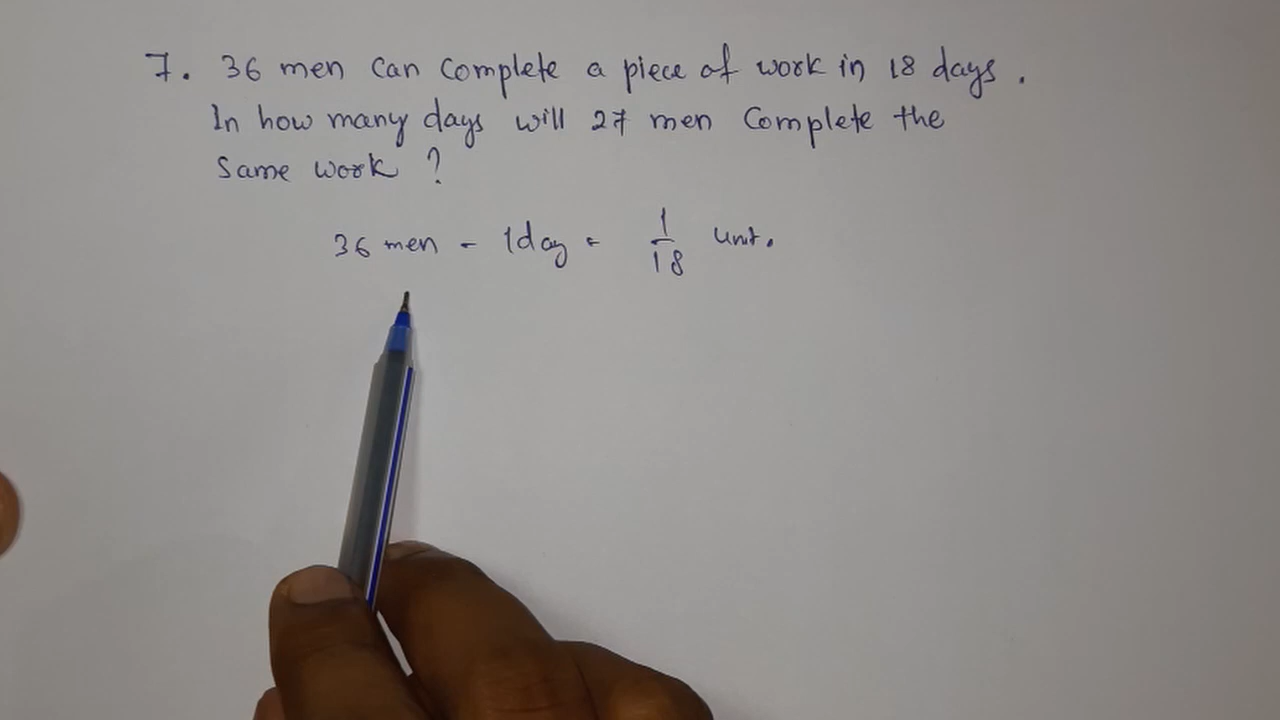 7. 36 men can complete a piece of work in 18 days.
In how many days will 27 men complete the
same work?
36 men - 1 day = 1/18 unit.